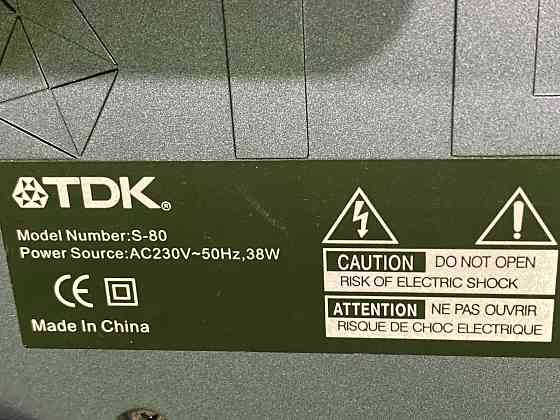 TDK®
Model Number:S-80
Power Source:AC230V~50Hz,38W
CE
Made In China
CAUTION DO NOT OPEN
RISK OF ELECTRIC SHOCK
ATTENTION NE PAS OUVRIR
RISQUE DE CHOC ELECTRIQUE